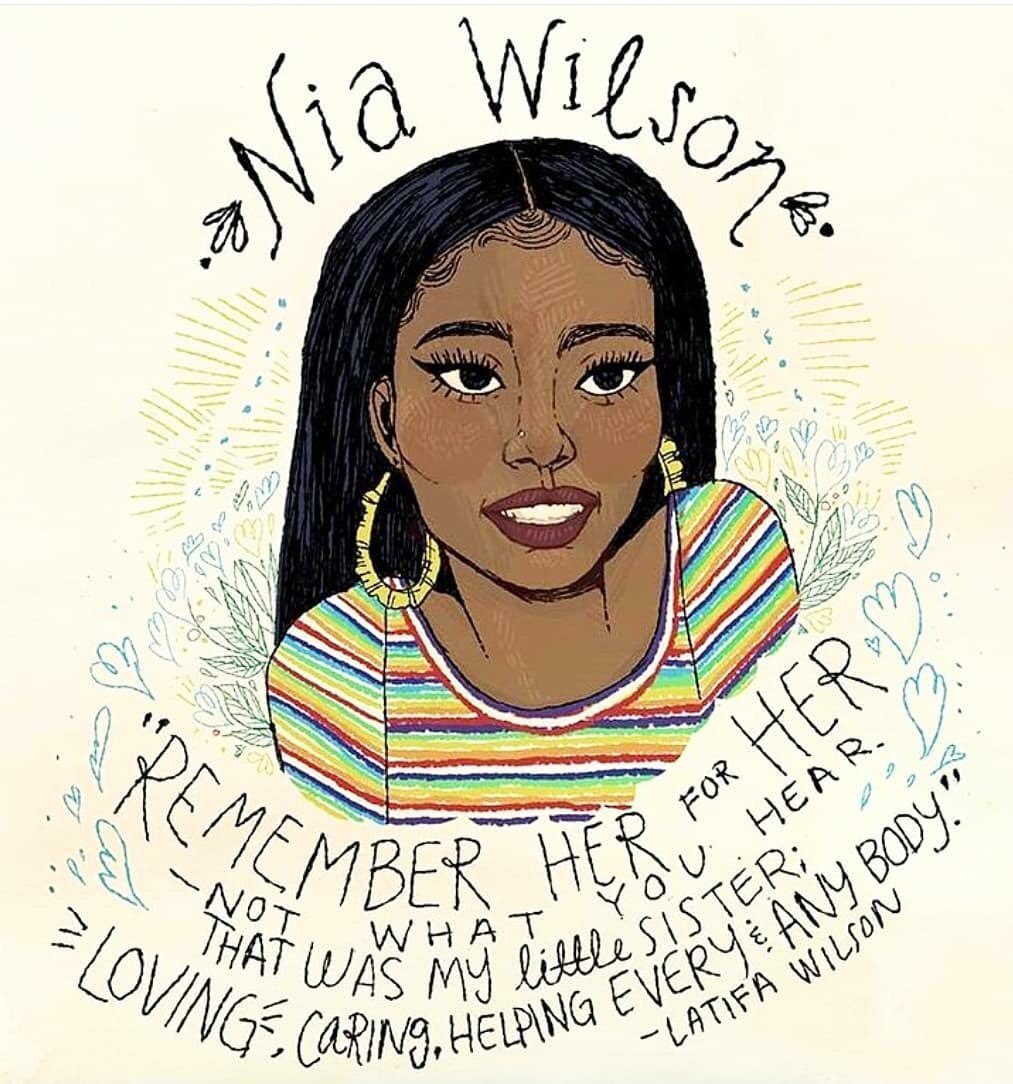 Nia Wilson
"REMEMBER HER FOR HER
-NOT WHAT YOU HEAR.
THAT WAS MY little SISTER;
LOVING, CARING, HELPING EVERY & ANY BODY."
-LATIFA WILSON